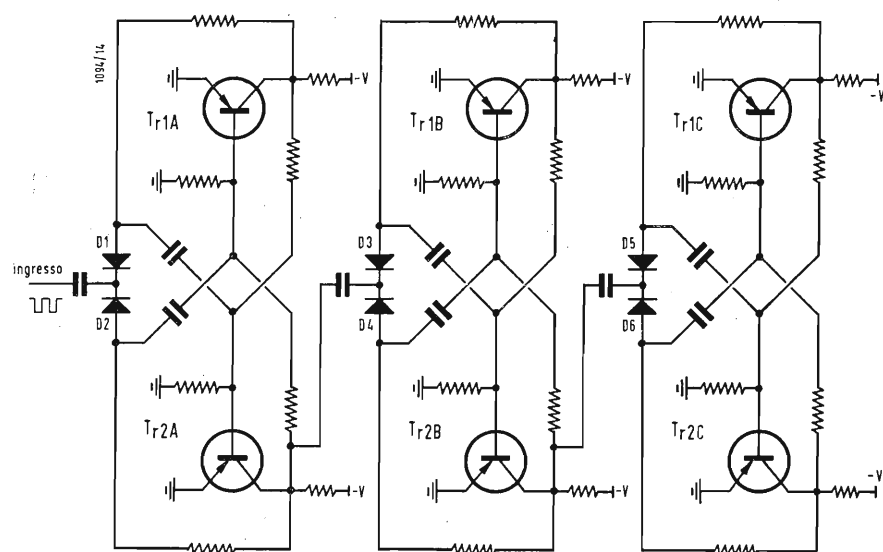 1094/14
-V
-V
-V
Tr1A
Tr1B
Tr1C
D1
D3
D5
ingresso
D2
D4
D6
Tr2A
Tr2B
Tr2C
-V
-V
-V